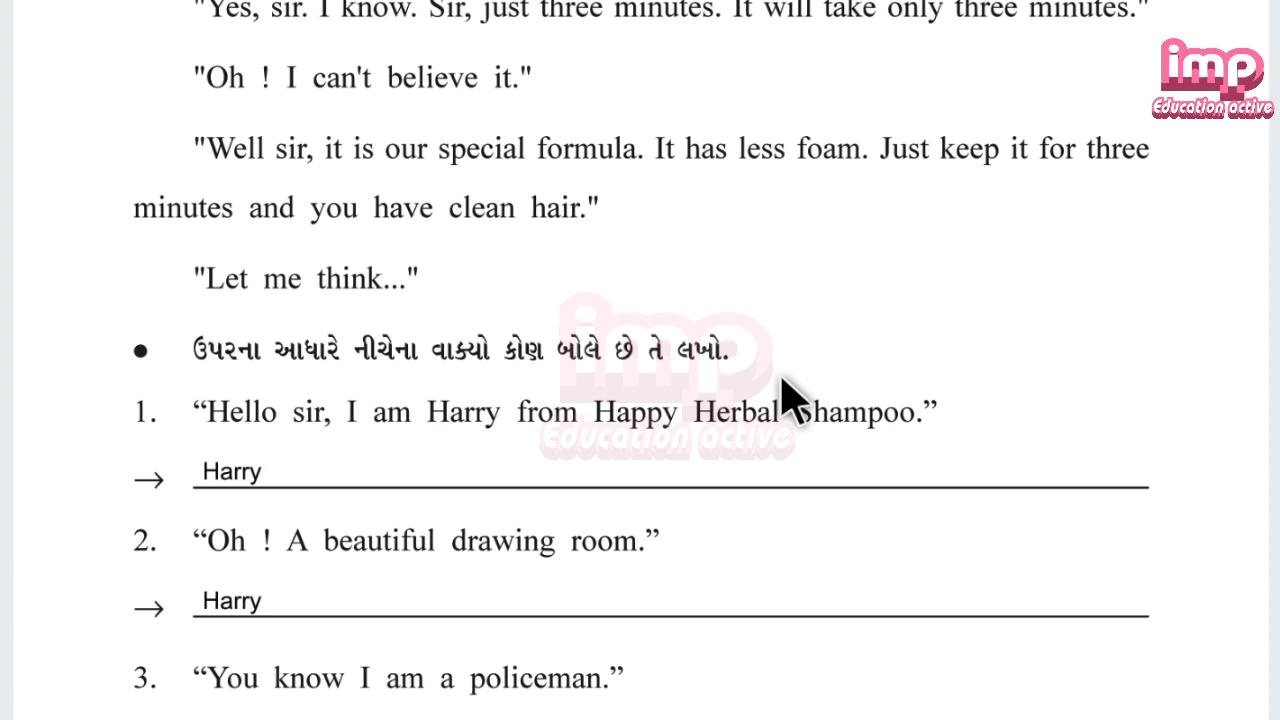 "Yes, sir. I know. Sir, just three minutes. It will take only three minutes."
imp
Education active
"Oh ! I can't believe it."
"Well sir, it is our special formula. It has less foam. Just keep it for three
minutes and you have clean hair."
"Let me think..."
imp
● ઉપરના આધારે નીચેના વાક્યો કોણ બોલે છે તે લખો.
1. “Hello sir, I am Harry from Happy Herbal Shampoo.”
Education active
→ Harry
2. “Oh ! A beautiful drawing room.”
→ Harry
3. “You know I am a policeman.”